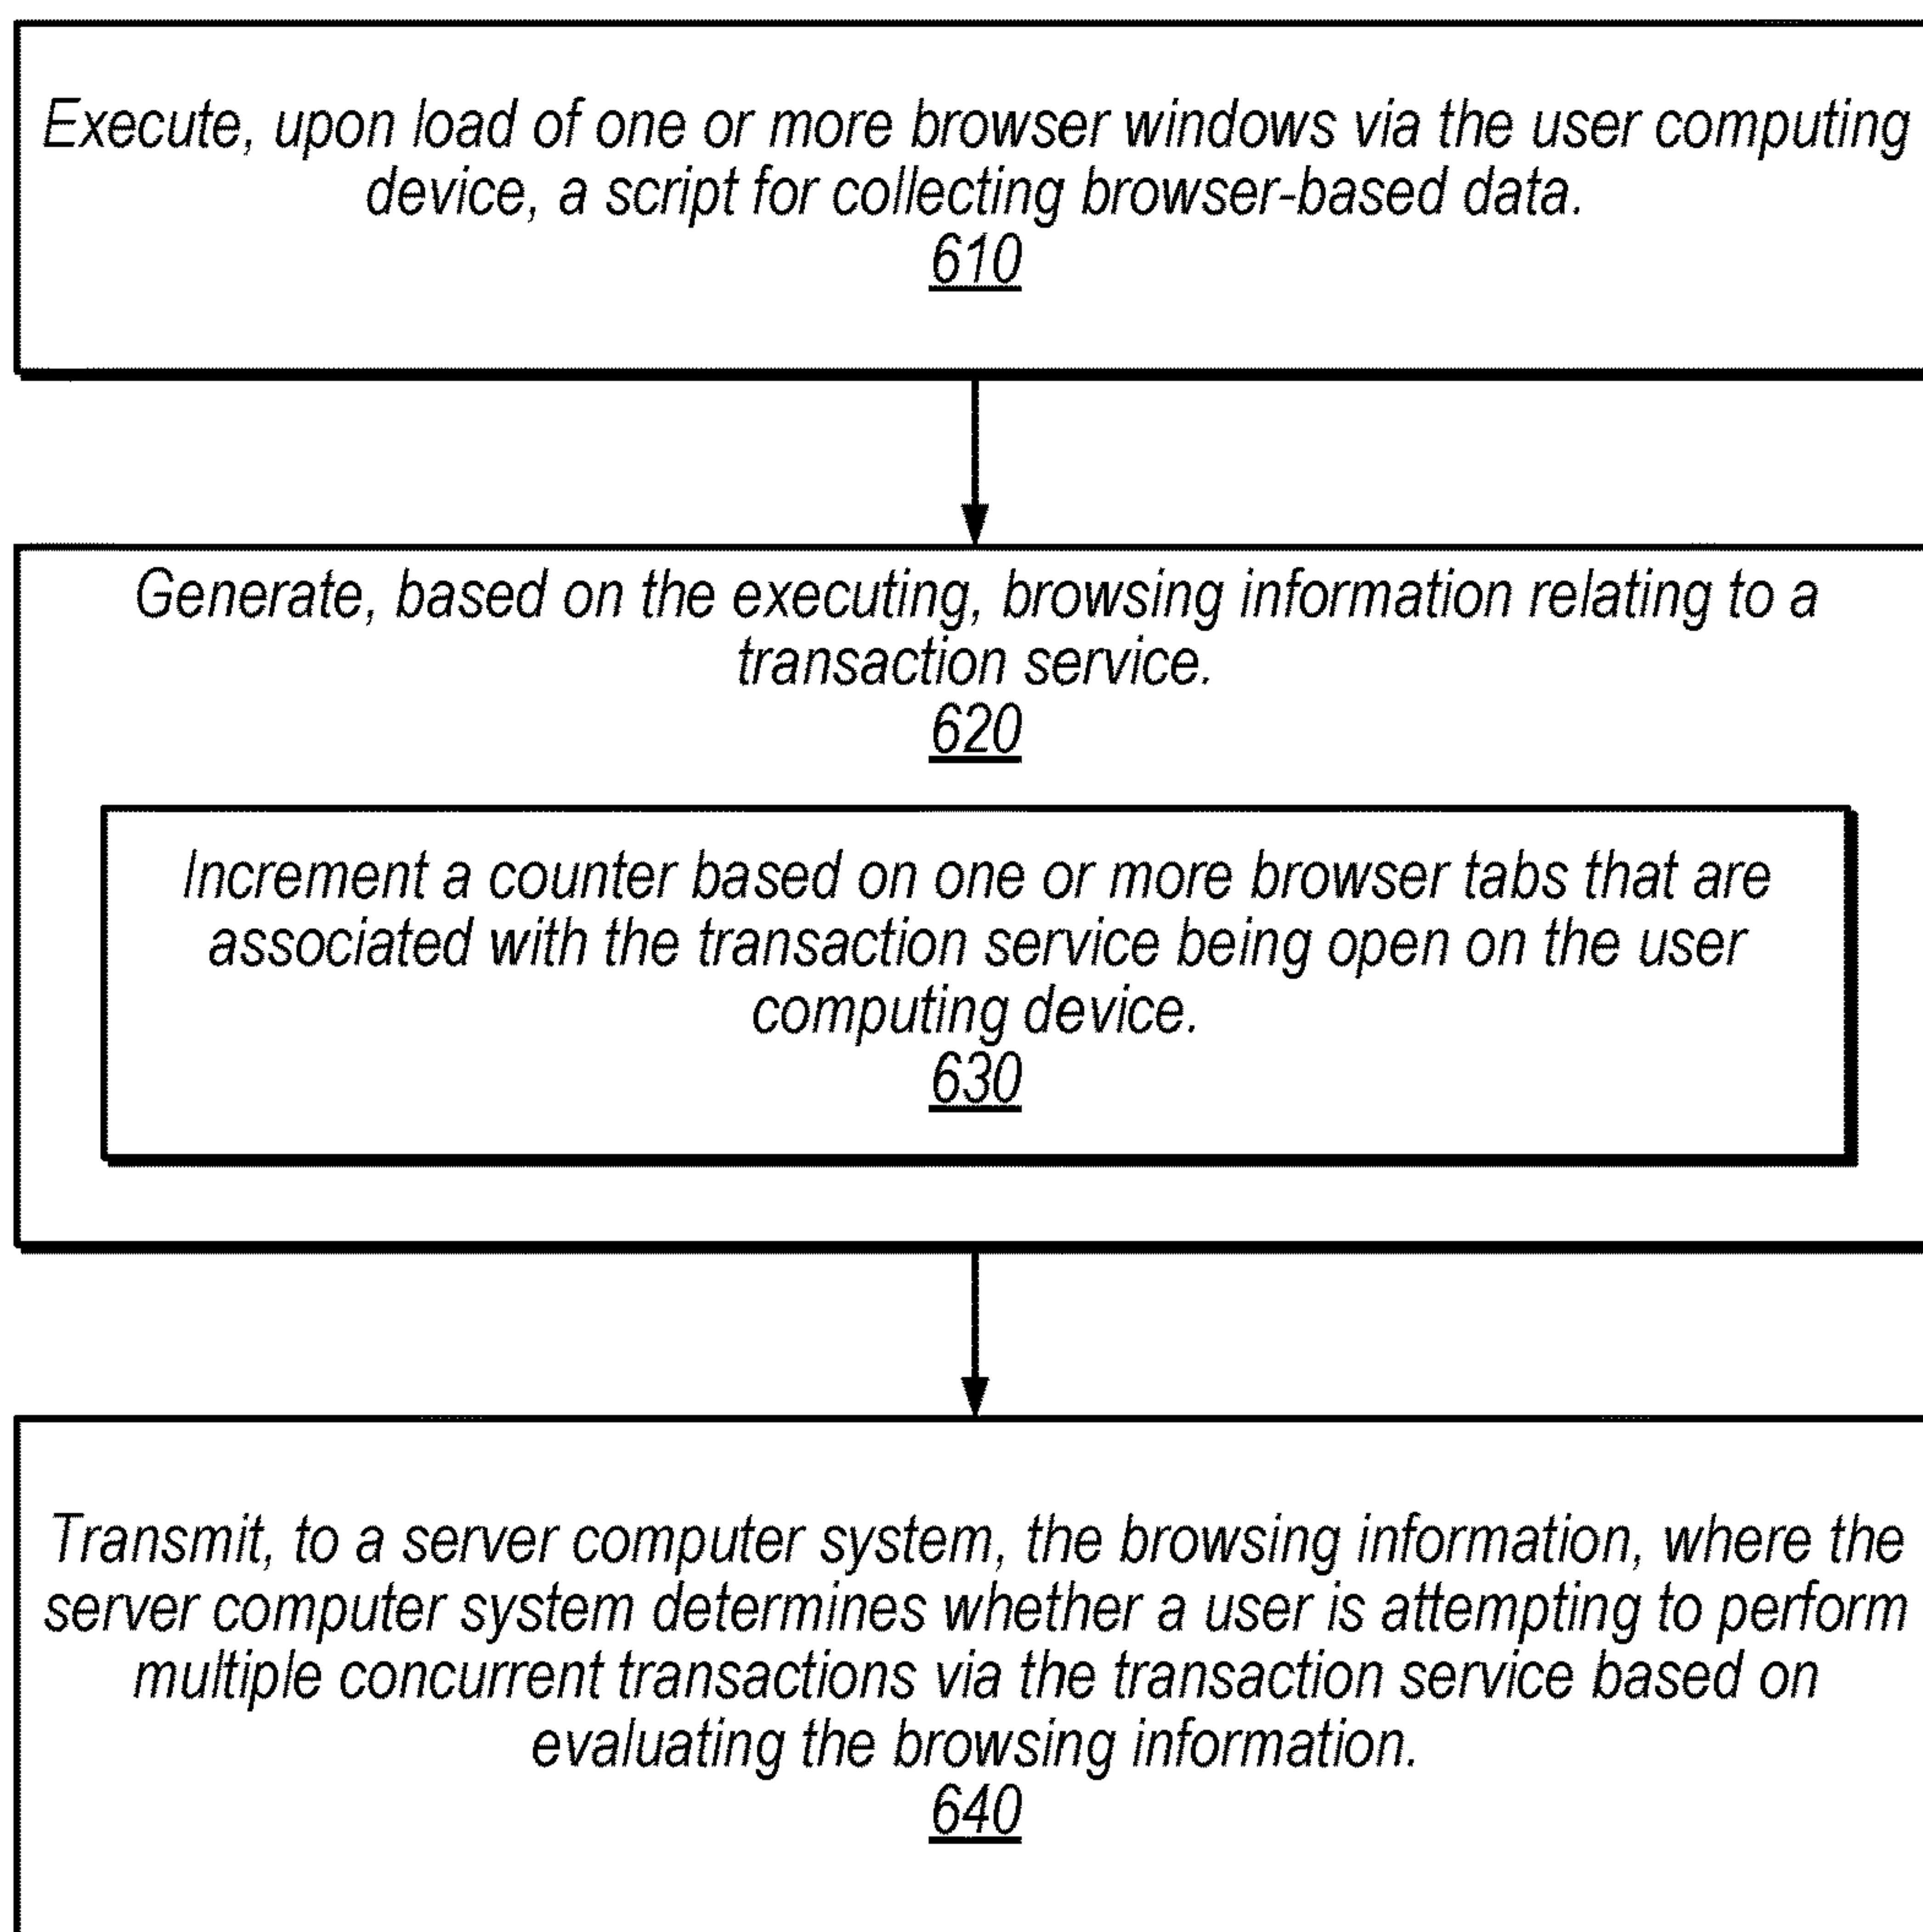 Execute, upon load of one or more browser windows via the user computing
device, a script for collecting browser-based data.
610
Generate, based on the executing, browsing information relating to a
transaction service.
620
Increment a counter based on one or more browser tabs that are
associated with the transaction service being open on the user
computing device.
630
Transmit, to a server computer system, the browsing information, where the
server computer system determines whether a user is attempting to perform
multiple concurrent transactions via the transaction service based on
evaluating the browsing information.
640